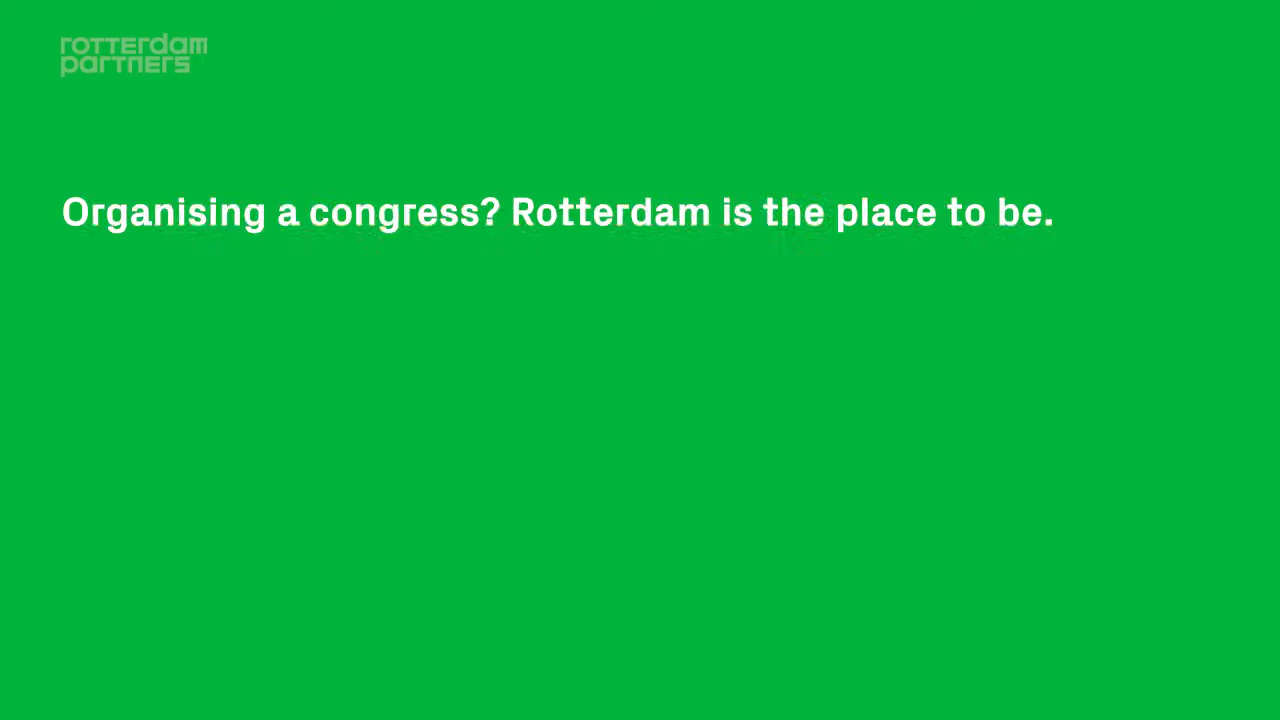 rotterdam
partners
Organising a congress? Rotterdam is the place to be.